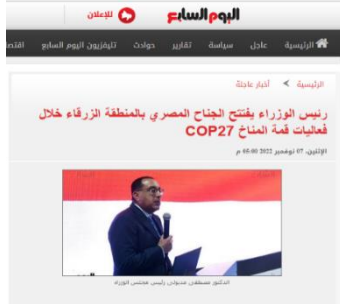 اليوم السابع
للإعلان
الرئيسية عاجل سياسة تقارير حوادث تليفزيون اليوم السابع اقتصا
الرئيسية > أخبار عاجلة
رئيس الوزراء يفتتح الجناح المصري بالمنطقة الزرقاء خلال
فعاليات قمة المناخ COP27
الإثنين، 07 نوفمبر 2022 05:00 م
الدكتور مصطفى مدبولى رئيس مجلس الوزراء